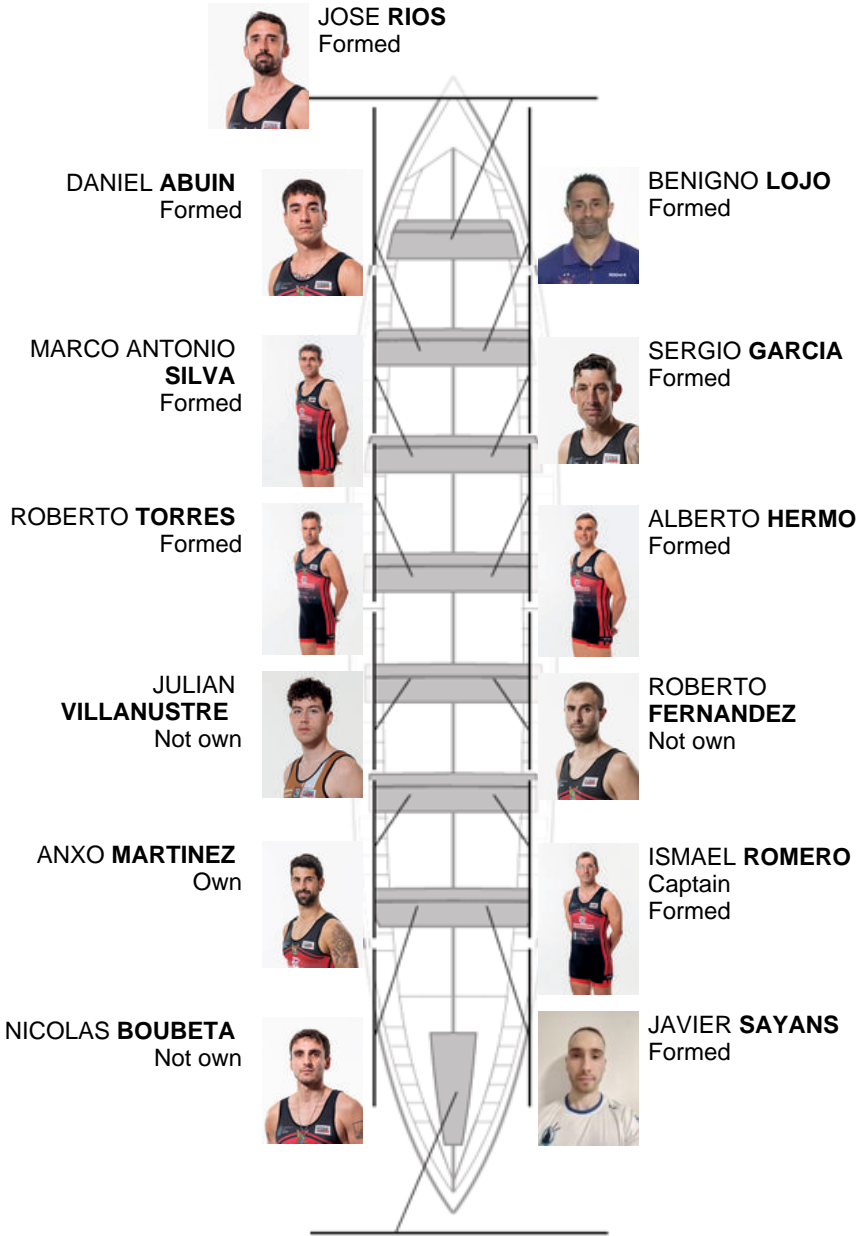 JOSE RIOS
Formed
DANIEL ABUIN
Formed
BENIGNO LOJO
Formed
MARCO ANTONIO
SILVA
Formed
SERGIO GARCIA
Formed
ROBERTO TORRES
Formed
ALBERTO HERMO
Formed
JULIAN
VILLANUSTRE
Not own
ROBERTO
FERNANDEZ
Not own
ANXO MARTINEZ
Own
ISMAEL ROMERO
Captain
Formed
NICOLAS BOUBETA
Not own
JAVIER SAYANS
Formed